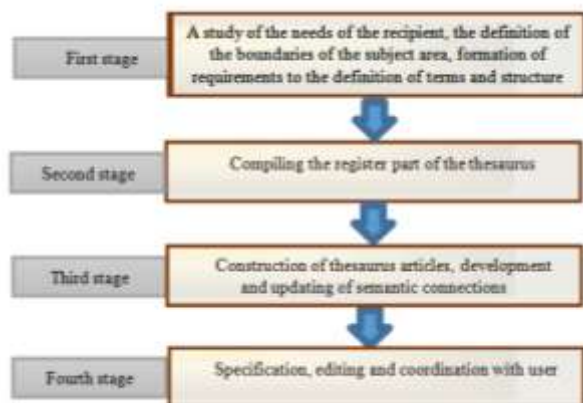 First stage
A study of the needs of the recipient, the definition of
the boundaries of the subject area, formation of
requirements to the definition of terms and structure
Second stage
Compiling the register part of the thesaurus
Third stage
Construction of thesaurus articles, development
and updating of semantic connections
Fourth stage
Specification, editing and coordination with user